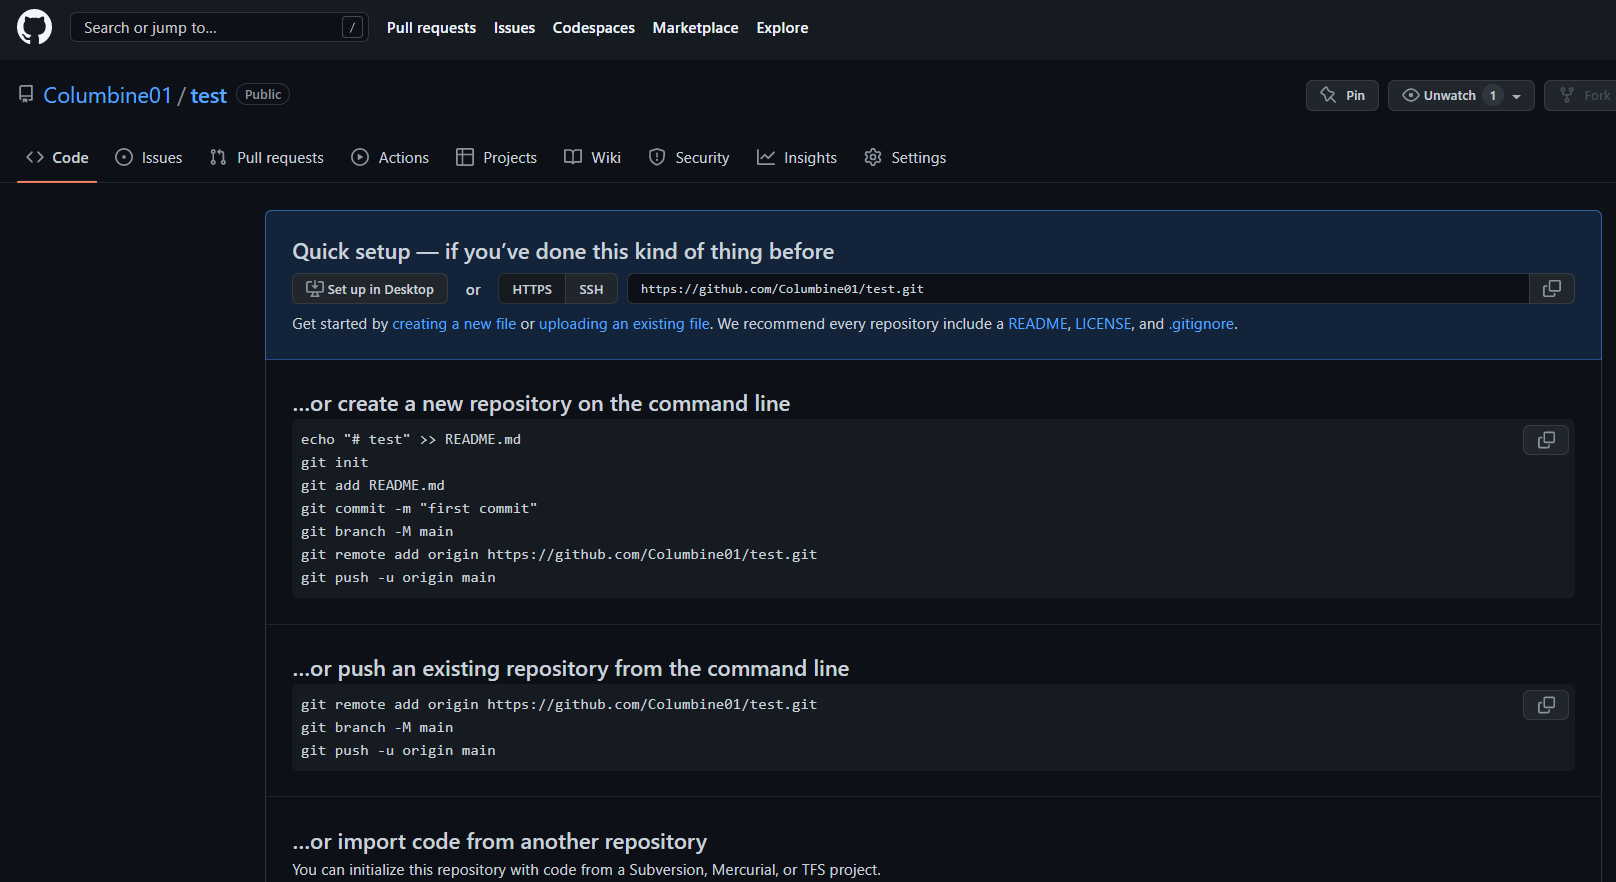 Search or jump to... /
Pull requests Issues Codespaces Marketplace Explore
Columbine01 / test Public
Pin Unwatch 1 Fork
Code Issues Pull requests Actions Projects Wiki Security Insights Settings
Quick setup — if you’ve done this kind of thing before
Set up in Desktop or HTTPS SSH https://github.com/Columbine01/test.git
Get started by creating a new file or uploading an existing file. We recommend every repository include a README, LICENSE, and .gitignore.
…or create a new repository on the command line
echo "# test" >> README.md
git init
git add README.md
git commit -m "first commit"
git branch -M main
git remote add origin https://github.com/Columbine01/test.git
git push -u origin main
…or push an existing repository from the command line
git remote add origin https://github.com/Columbine01/test.git
git branch -M main
git push -u origin main
…or import code from another repository
You can initialize this repository with code from a Subversion, Mercurial, or TFS project.